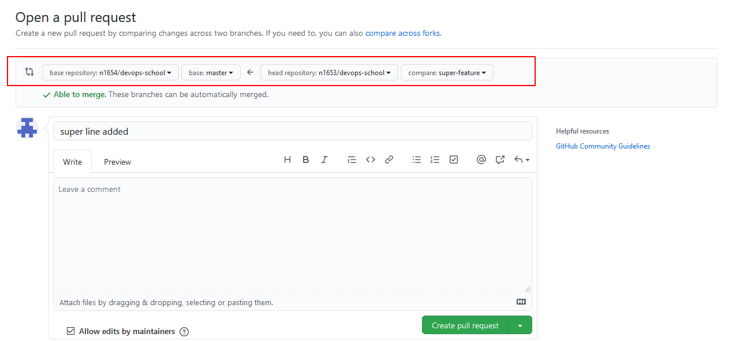 Open a pull request
Create a new pull request by comparing changes across two branches. If you need to, you can also compare across forks.
base repository: n1654/devops-school base: master head repository: n1653/devops-school compare: super-feature
Able to merge. These branches can be automatically merged.
super line added
Helpful resources
GitHub Community Guidelines
Write Preview H B I
Leave a comment
Attach files by dragging & dropping, selecting or pasting them.
Create pull request
Allow edits by maintainers